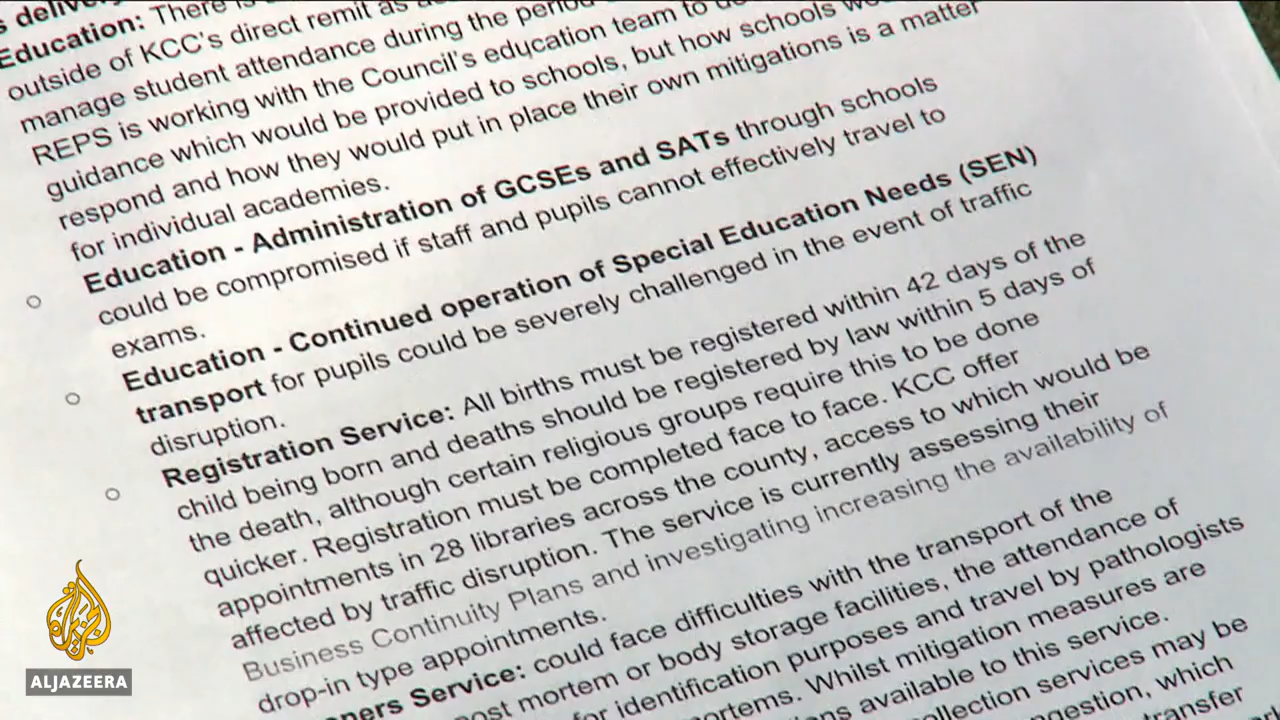 s deliver
Education: There is
outside of KCC's direct remit as
manage student attendance during the period
REPS is working with the Council's education team to
guidance which would be provided to schools, but how schools
respond and how they would put in place their own mitigations is a matter
for individual academies.
Education - Administration of GCSEs and SATs through schools
could be compromised if staff and pupils cannot effectively travel to
exams.
Education - Continued operation of Special Education Needs (SEN)
transport for pupils could be severely challenged in the event of traffic
disruption.
Registration Service: All births must be registered within 42 days of the
child being born and deaths should be registered by law within 5 days of
the death, although certain religious groups require this to be done
quicker. Registration must be completed face to face. KCC offer
appointments in 28 libraries across the county, access to which would be
affected by traffic disruption. The service is currently assessing their
Business Continuity Plans and investigating increasing the availability of
drop-in type appointments.
ners Service: could face difficulties with the transport of the
ost mortem or body storage facilities, the attendance of
for identification purposes and travel by pathologists
ortems. Whilst mitigation measures are
ns available to this service.
ollection services may be
ngestion, which
transfer
الجزيرة
ALJAZEERA